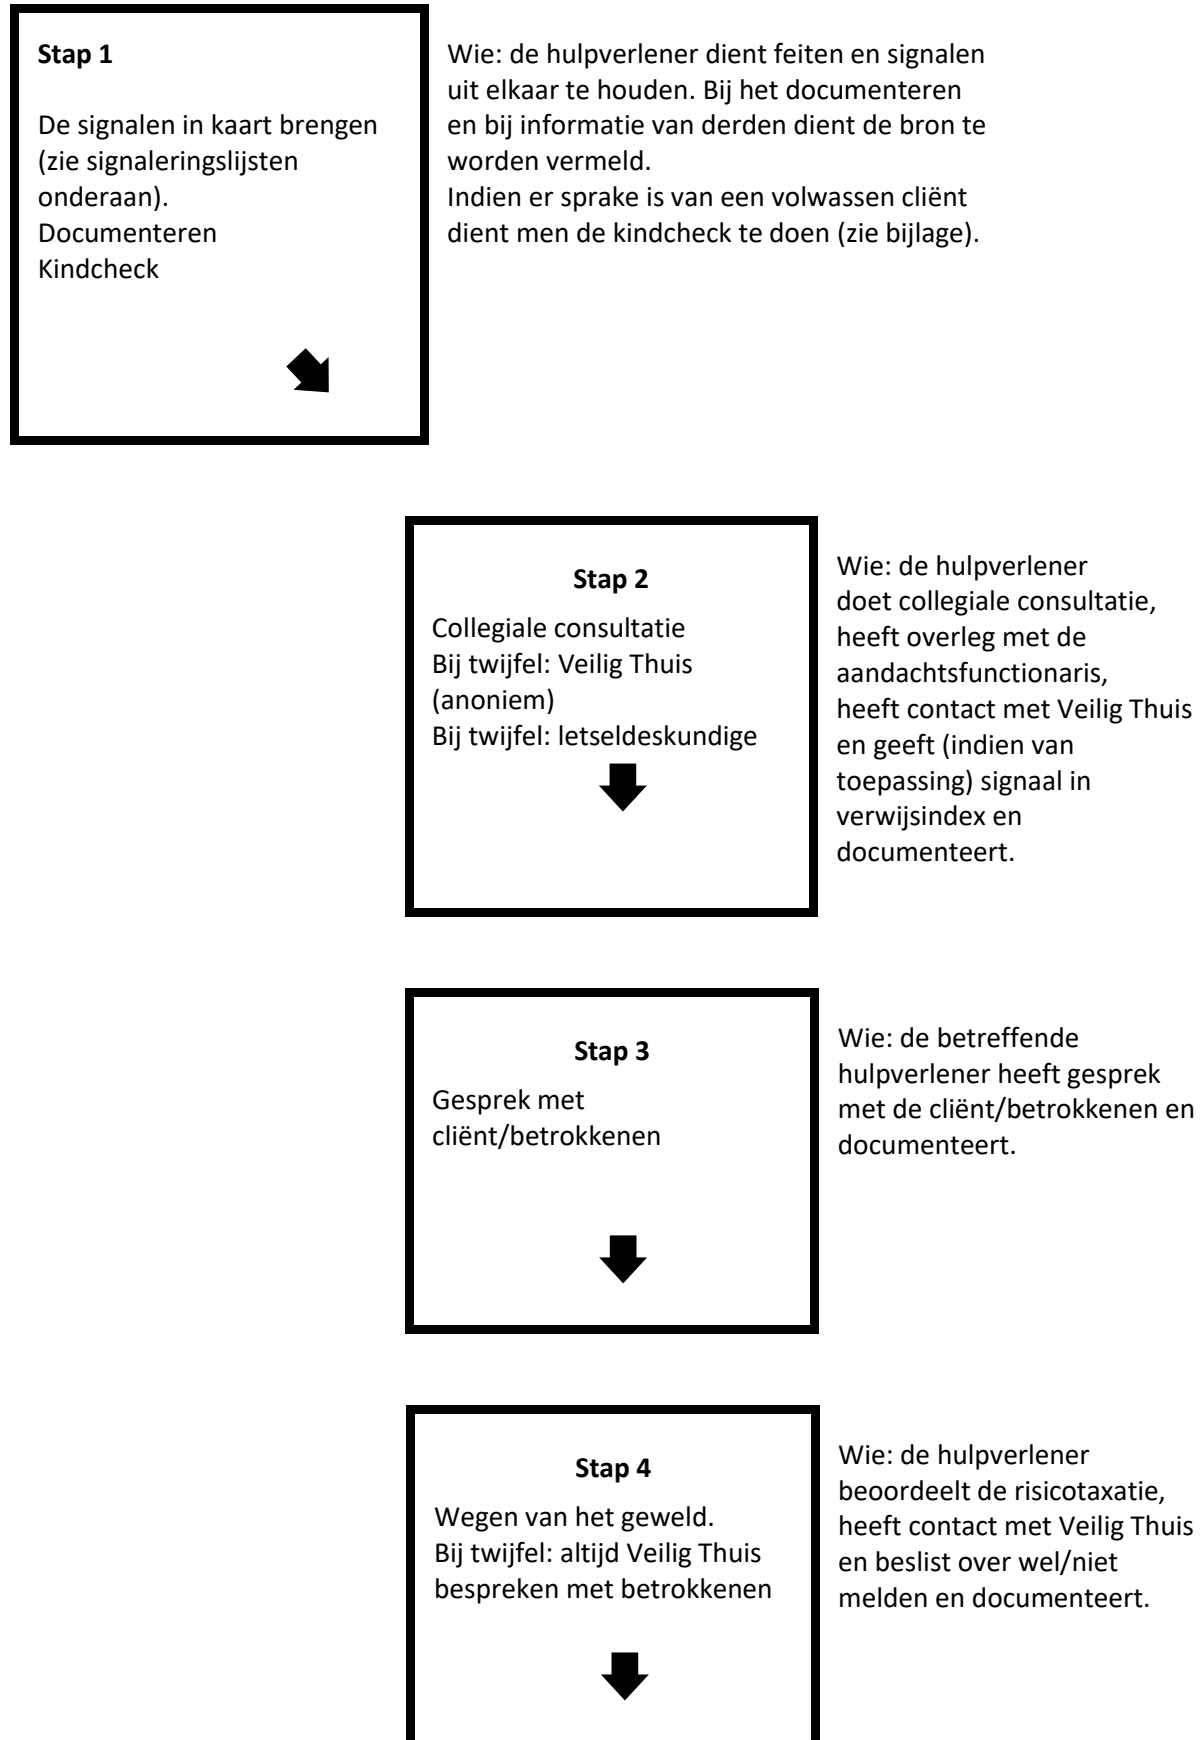 Stap 1
De signalen in kaart brengen
(zie signaleringslijsten
onderaan).
Documenteren
Kindcheck
Wie: de hulpverlener dient feiten en signalen
uit elkaar te houden. Bij het documenteren
en bij informatie van derden dient de bron te
worden vermeld.
Indien er sprake is van een volwassen cliënt
dient men de kindcheck te doen (zie bijlage).
Stap 2
Collegiale consultatie
Bij twijfel: Veilig Thuis
(anoniem)
Bij twijfel: letseldeskundige
Wie: de hulpverlener
doet collegiale consultatie,
heeft overleg met de
aandachtsfunctionaris,
heeft contact met Veilig Thuis
en geeft (indien van
toepassing) signaal in
verwijsindex en
documenteert.
Stap 3
Gesprek met
cliënt/betrokkenen
Wie: de betreffende
hulpverlener heeft gesprek
met de cliënt/betrokkenen en
documenteert.
Stap 4
Wegen van het geweld.
Bij twijfel: altijd Veilig Thuis
bespreken met betrokkenen
Wie: de hulpverlener
beoordeelt de risicotaxatie,
heeft contact met Veilig Thuis
en beslist over wel/niet
melden en documenteert.